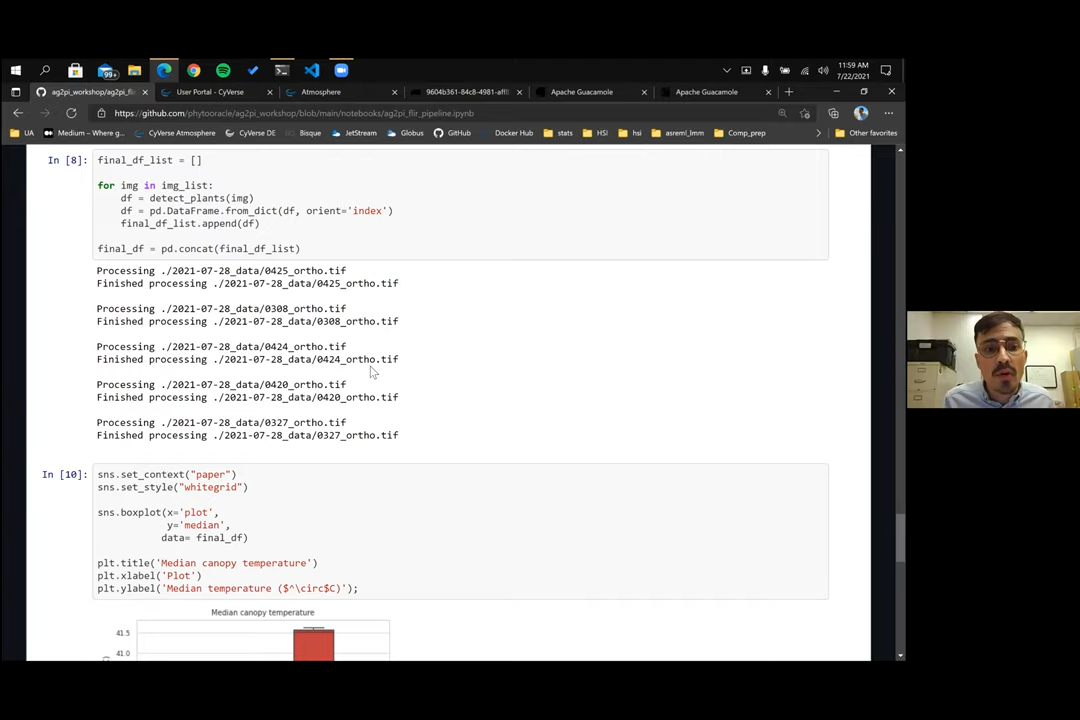 11:59 AM
7/22/2021
99+
ag2pi_workshop/ag2pi_flir
User Portal - CyVerse
Atmosphere
Apache Guacamole
Apache Guacamole
https://github.com/phytooracle/ag2pi_workshop/blob/main/notebooks/ag2pi_flir_pipeline.ipynb
UA
Medium – Where g...
CyVerse Atmosphere
CyVerse DE
Bisque
JetStream
Globus
GitHub
Docker Hub
stats
HSI
hsi
asreml_lmm
Comp_prep
Other favorites
In [8]:
final_df_list = []
for img in img_list:
df = detect_plants(img)
df = pd.DataFrame.from_dict(df, orient='index')
final_df_list.append(df)
final_df = pd.concat(final_df_list)
Processing ./2021-07-28_data/0425_ortho.tif
Finished processing ./2021-07-28_data/0425_ortho.tif
Processing ./2021-07-28_data/0308_ortho.tif
Finished processing ./2021-07-28_data/0308_ortho.tif
Processing ./2021-07-28_data/0424_ortho.tif
Finished processing ./2021-07-28_data/0424_ortho.tif
Processing ./2021-07-28_data/0420_ortho.tif
Finished processing ./2021-07-28_data/0420_ortho.tif
Processing ./2021-07-28_data/0327_ortho.tif
Finished processing ./2021-07-28_data/0327_ortho.tif
In [10]:
sns.set_context("paper")
sns.set_style("whitegrid")
sns.boxplot(x='plot',
y='median',
data= final_df)
plt.title('Median canopy temperature')
plt.xlabel('Plot')
plt.ylabel('Median temperature ($^\circ$C)');
Median canopy temperature
41.5
41.0